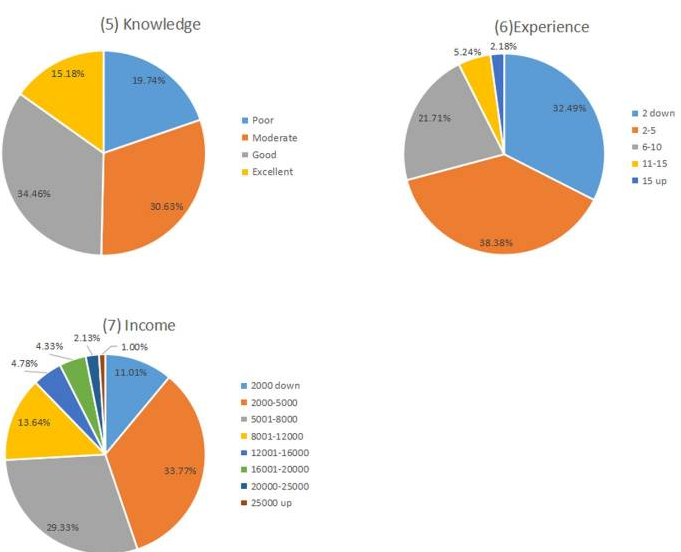 (5) Knowledge
15.18%
19.74%
34.46%
30.63%
Poor
Moderate
Good
Excellent
(6)Experience
5.24%
2.18%
32.49%
21.71%
38.38%
2 down
2-5
6-10
11-15
15 up
(7) Income
2.13%
4.33%
1.00%
4.78%
11.01%
13.64%
33.77%
29.33%
2000 down
2000-5000
5001-8000
8001-12000
12001-16000
16001-20000
20000-25000
25000 up